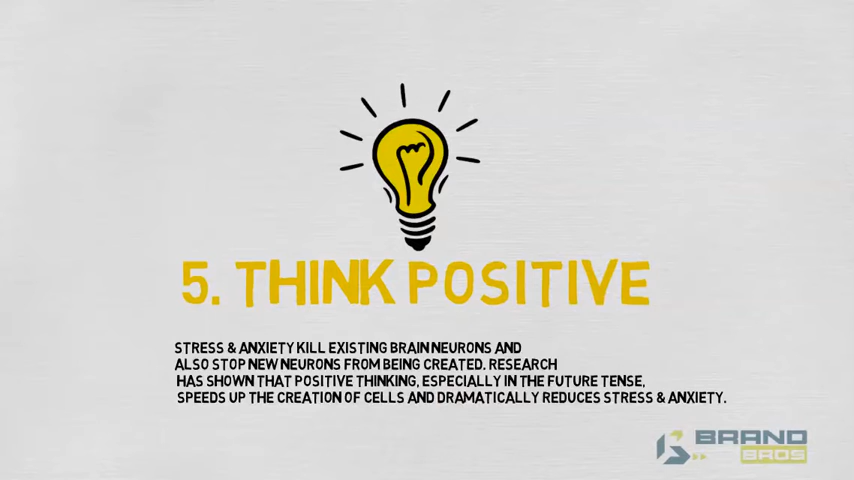 5. THINK POSITIVE
STRESS & ANXIETY KILL EXISTING BRAIN NEURONS AND
ALSO STOP NEW NEURONS FROM BEING CREATED. RESEARCH
HAS SHOWN THAT POSITIVE THINKING, ESPECIALLY IN THE FUTURE TENSE,
SPEEDS UP THE CREATION OF CELLS AND DRAMATICALLY REDUCES STRESS & ANXIETY.
BRAND
BROS